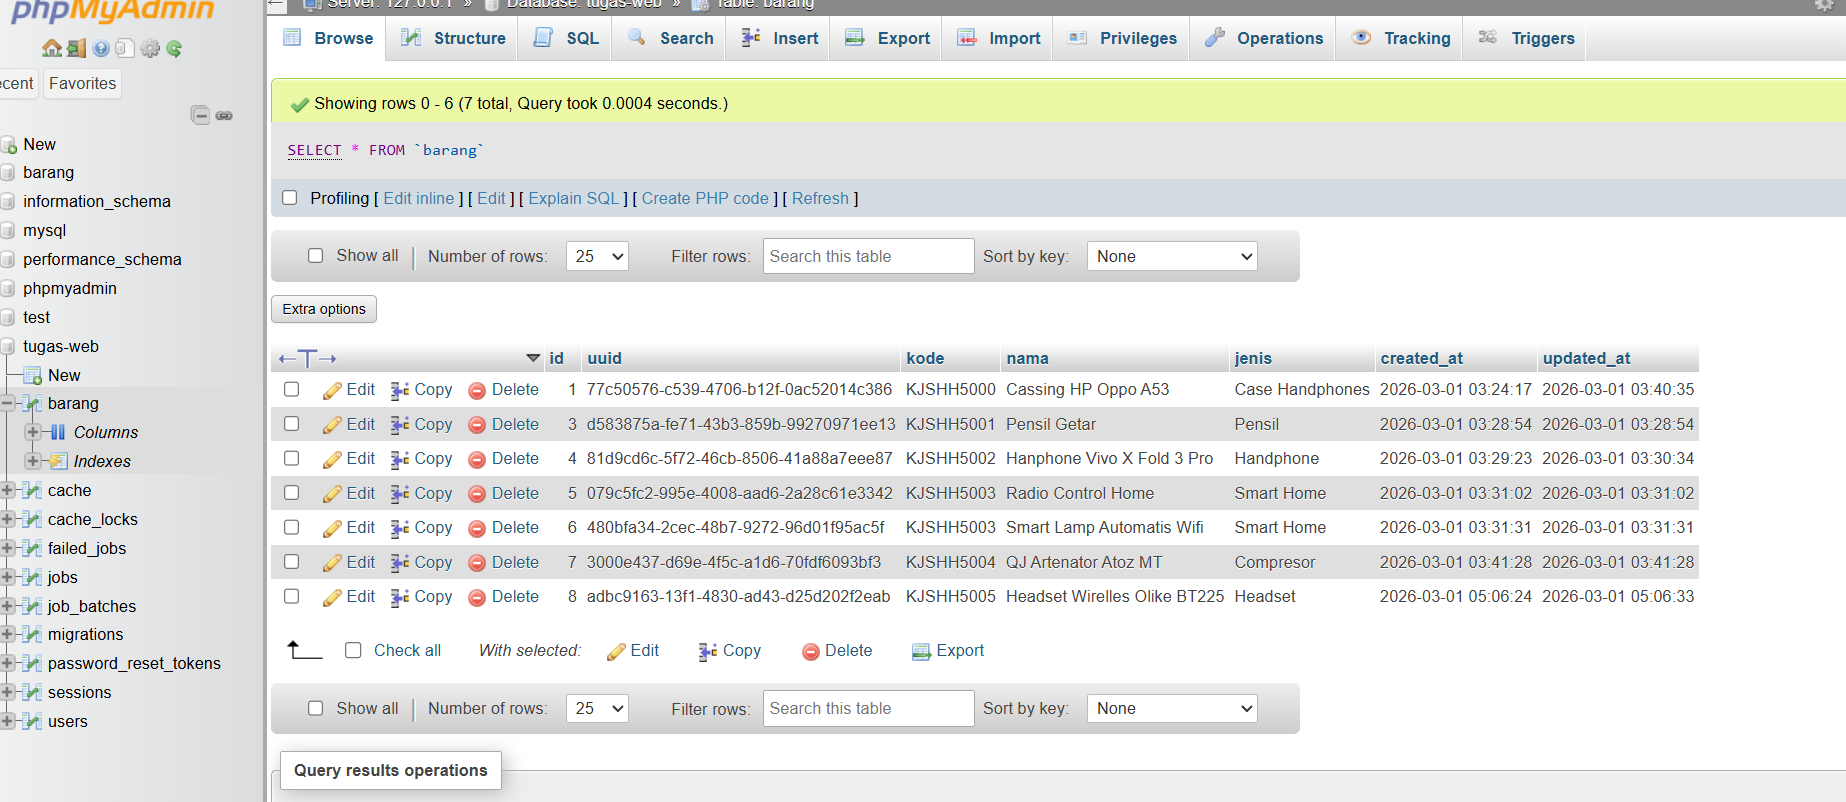 phpMyAdmin
Server: 127.0.0.1 » Database: tugas-web » Table: barang
ecent Favorites
New
barang
information_schema
mysql
performance_schema
phpmyadmin
test
tugas-web
New
barang
Columns
Indexes
cache
cache_locks
failed_jobs
jobs
job_batches
migrations
password_reset_tokens
sessions
users
Browse Structure SQL Search Insert Export Import Privileges Operations Tracking Triggers
Showing rows 0 - 6 (7 total, Query took 0.0004 seconds.)
SELECT * FROM `barang`
Profiling [ Edit inline ] [ Edit ] [ Explain SQL ] [ Create PHP code ] [ Refresh ]
Show all | Number of rows: 25 Filter rows: Search this table Sort by key: None
Extra options
←T→ id uuid kode nama jenis created_at updated_at
Edit Copy Delete 1 77c50576-c539-4706-b12f-0ac52014c386 KJSHH5000 Cassing HP Oppo A53 Case Handphones 2026-03-01 03:24:17 2026-03-01 03:40:35
Edit Copy Delete 3 d583875a-fe71-43b3-859b-99270971ee13 KJSHH5001 Pensil Getar Pensil 2026-03-01 03:28:54 2026-03-01 03:28:54
Edit Copy Delete 4 81d9cd6c-5f72-46cb-8506-41a88a7eee87 KJSHH5002 Hanphone Vivo X Fold 3 Pro Handphone 2026-03-01 03:29:23 2026-03-01 03:30:34
Edit Copy Delete 5 079c5fc2-995e-4008-aad6-2a28c61e3342 KJSHH5003 Radio Control Home Smart Home 2026-03-01 03:31:02 2026-03-01 03:31:02
Edit Copy Delete 6 480bfa34-2cec-48b7-9272-96d01f95ac5f KJSHH5003 Smart Lamp Automatis Wifi Smart Home 2026-03-01 03:31:31 2026-03-01 03:31:31
Edit Copy Delete 7 3000e437-d69e-4f5c-a1d6-70fdf6093bf3 KJSHH5004 QJ Artenator Atoz MT Compresor 2026-03-01 03:41:28 2026-03-01 03:41:28
Edit Copy Delete 8 adbc9163-13f1-4830-ad43-d25d202f2eab KJSHH5005 Headset Wirelles Olike BT225 Headset 2026-03-01 05:06:24 2026-03-01 05:06:33
Check all With selected: Edit Copy Delete Export
Show all | Number of rows: 25 Filter rows: Search this table Sort by key: None
Query results operations